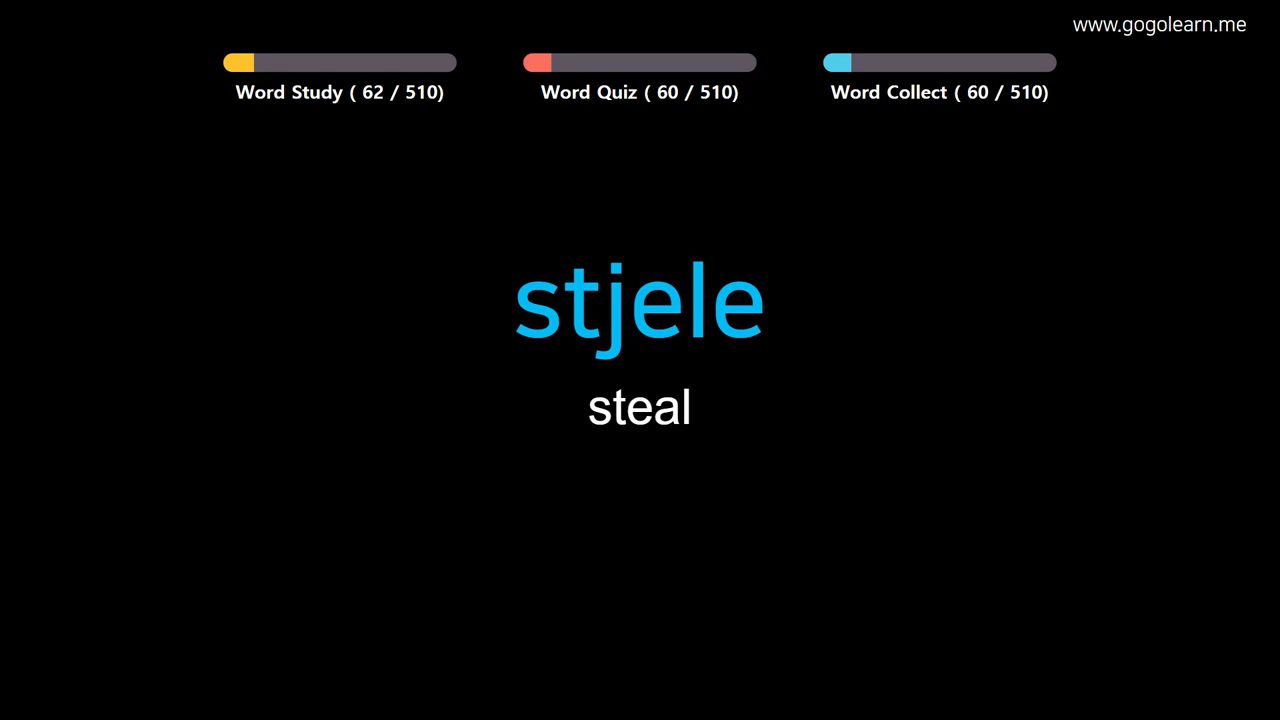 www.gogolearn.me
Word Study ( 62 / 510)
Word Quiz ( 60 / 510)
Word Collect ( 60 / 510)
stjele
steal